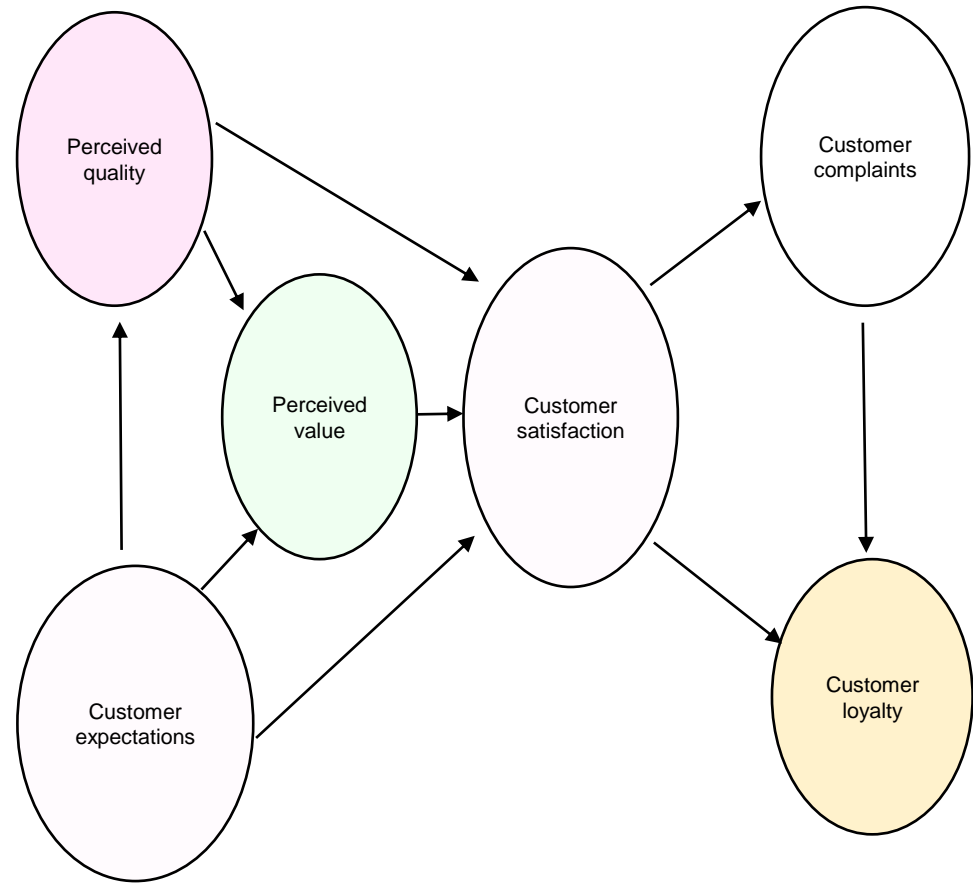 Perceived
quality
Customer
complaints
Perceived
value
Customer
satisfaction
Customer
expectations
Customer
loyalty